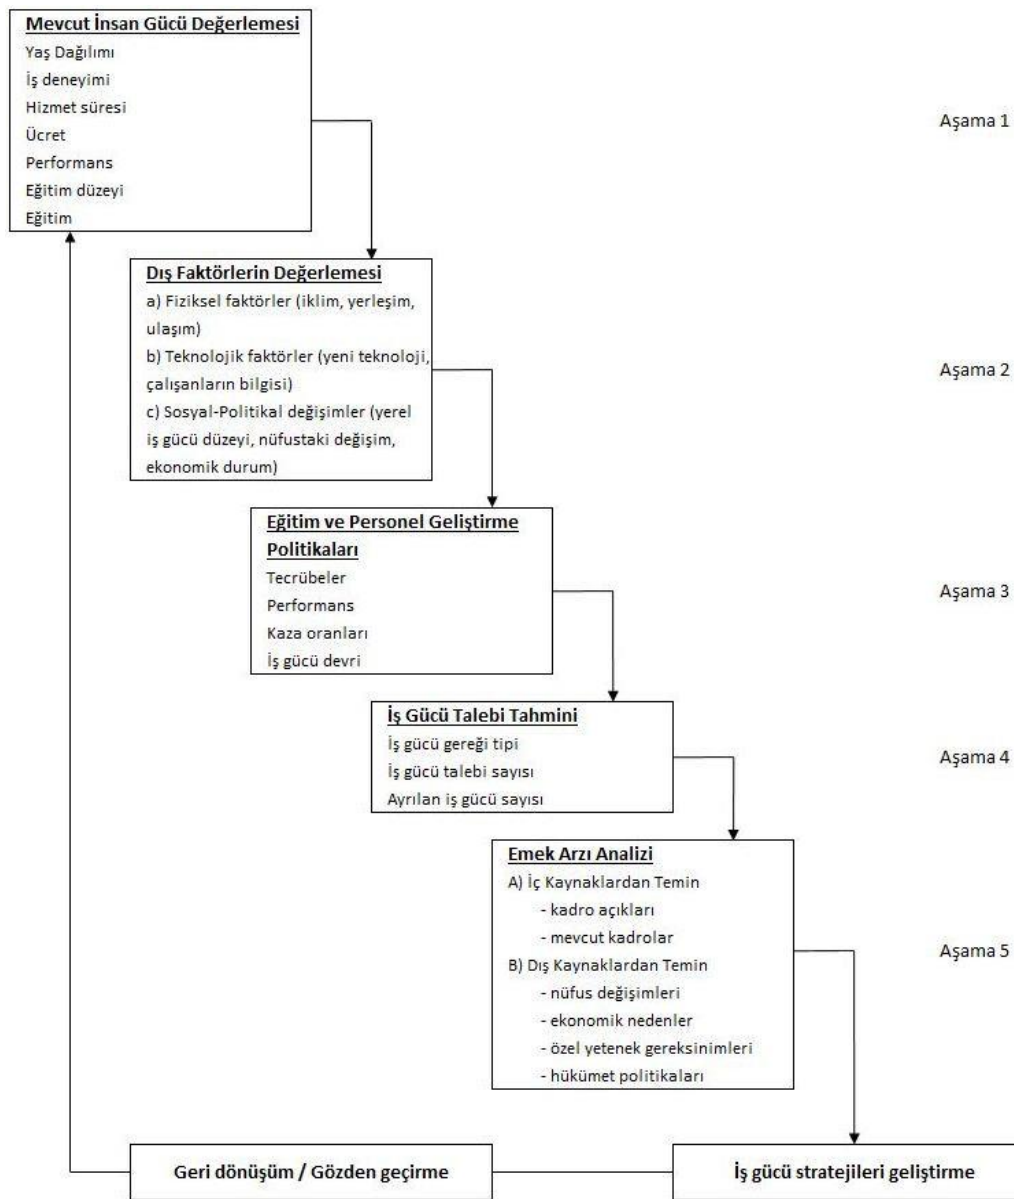 Mevcut İnsan Gücü Değerlemesi
Yaş Dağılımı
İş deneyimi
Hizmet süresi
Ücret
Performans
Eğitim düzeyi
Eğitim
Aşama 1
Dış Faktörlerin Değerlemesi
a) Fiziksel faktörler (iklim, yerleşim,
ulaşım)
b) Teknolojik faktörler (yeni teknoloji,
çalışanların bilgisi)
c) Sosyal-Politikal değişimler (yerel
iş gücü düzeyi, nüfustaki değişim,
ekonomik durum)
Aşama 2
Eğitim ve Personel Geliştirme
Politikaları
Tecrübeler
Performans
Kaza oranları
İş gücü devri
Aşama 3
İş Gücü Talebi Tahmini
İş gücü gereği tipi
İş gücü talebi sayısı
Ayrılan iş gücü sayısı
Aşama 4
Emek Arzı Analizi
A) İç Kaynaklardan Temin
- kadro açıkları
- mevcut kadrolar
B) Dış Kaynaklardan Temin
- nüfus değişimleri
- ekonomik nedenler
- özel yetenek gereksinimleri
- hükümet politikaları
Aşama 5
Geri dönüşüm / Gözden geçirme
İş gücü stratejileri geliştirme